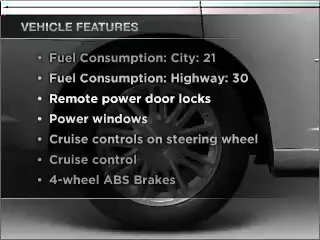 VEHICLE FEATURES
• Fuel Consumption: City: 21
• Fuel Consumption: Highway: 30
• Remote power door locks
• Power windows
• Cruise controls on steering wheel
• Cruise control
• 4-wheel ABS Brakes